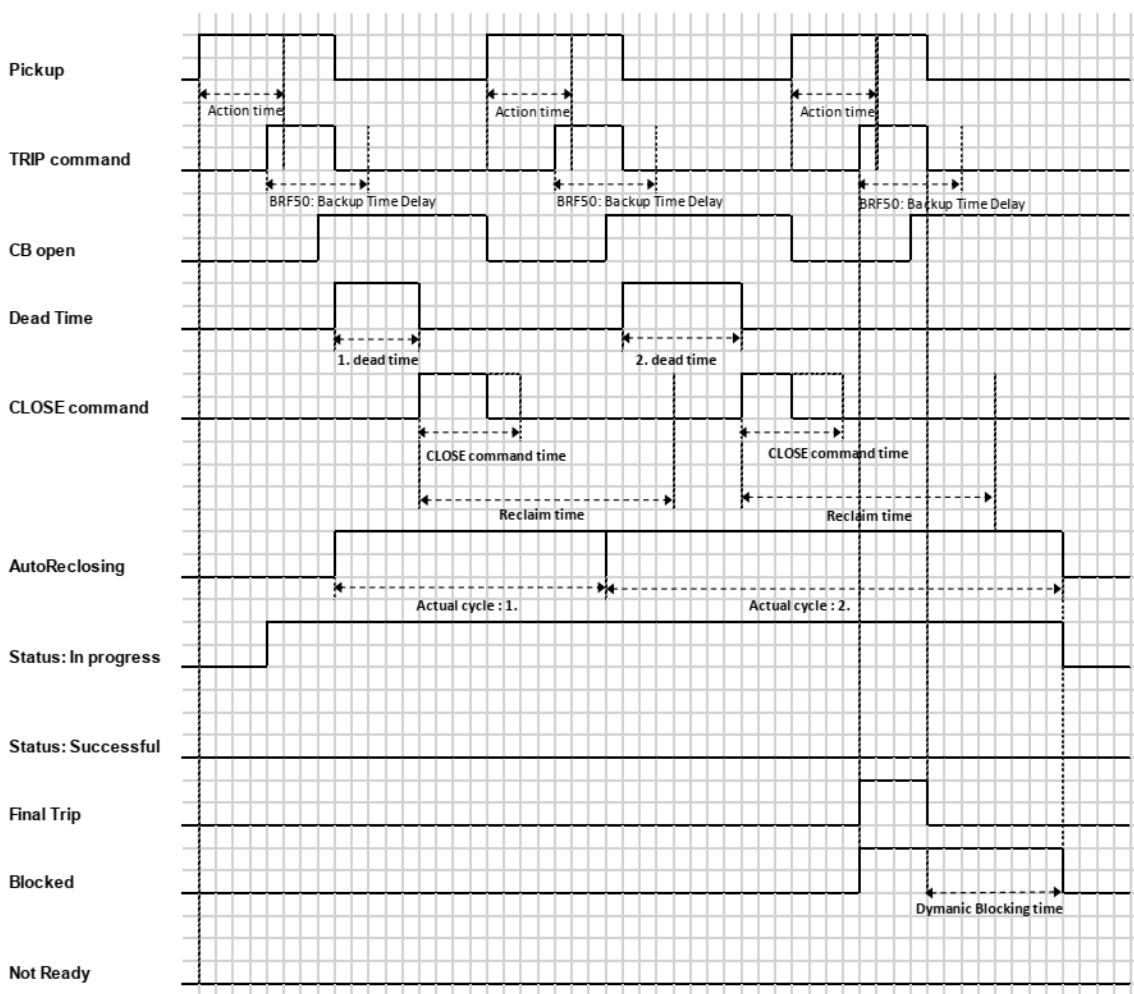 Pickup
Action time
Action time
Action time
TRIP command
BRF50: Backup Time Delay
BRF50: Backup Time Delay
BRF50: Backup Time Delay
CB open
Dead Time
1. dead time
2. dead time
CLOSE command
CLOSE command time
CLOSE command time
Reclaim time
Reclaim time
AutoReclosing
Actual cycle : 1.
Actual cycle : 2.
Status: In progress
Status: Successful
Final Trip
Blocked
Dymanic Blocking time
Not Ready